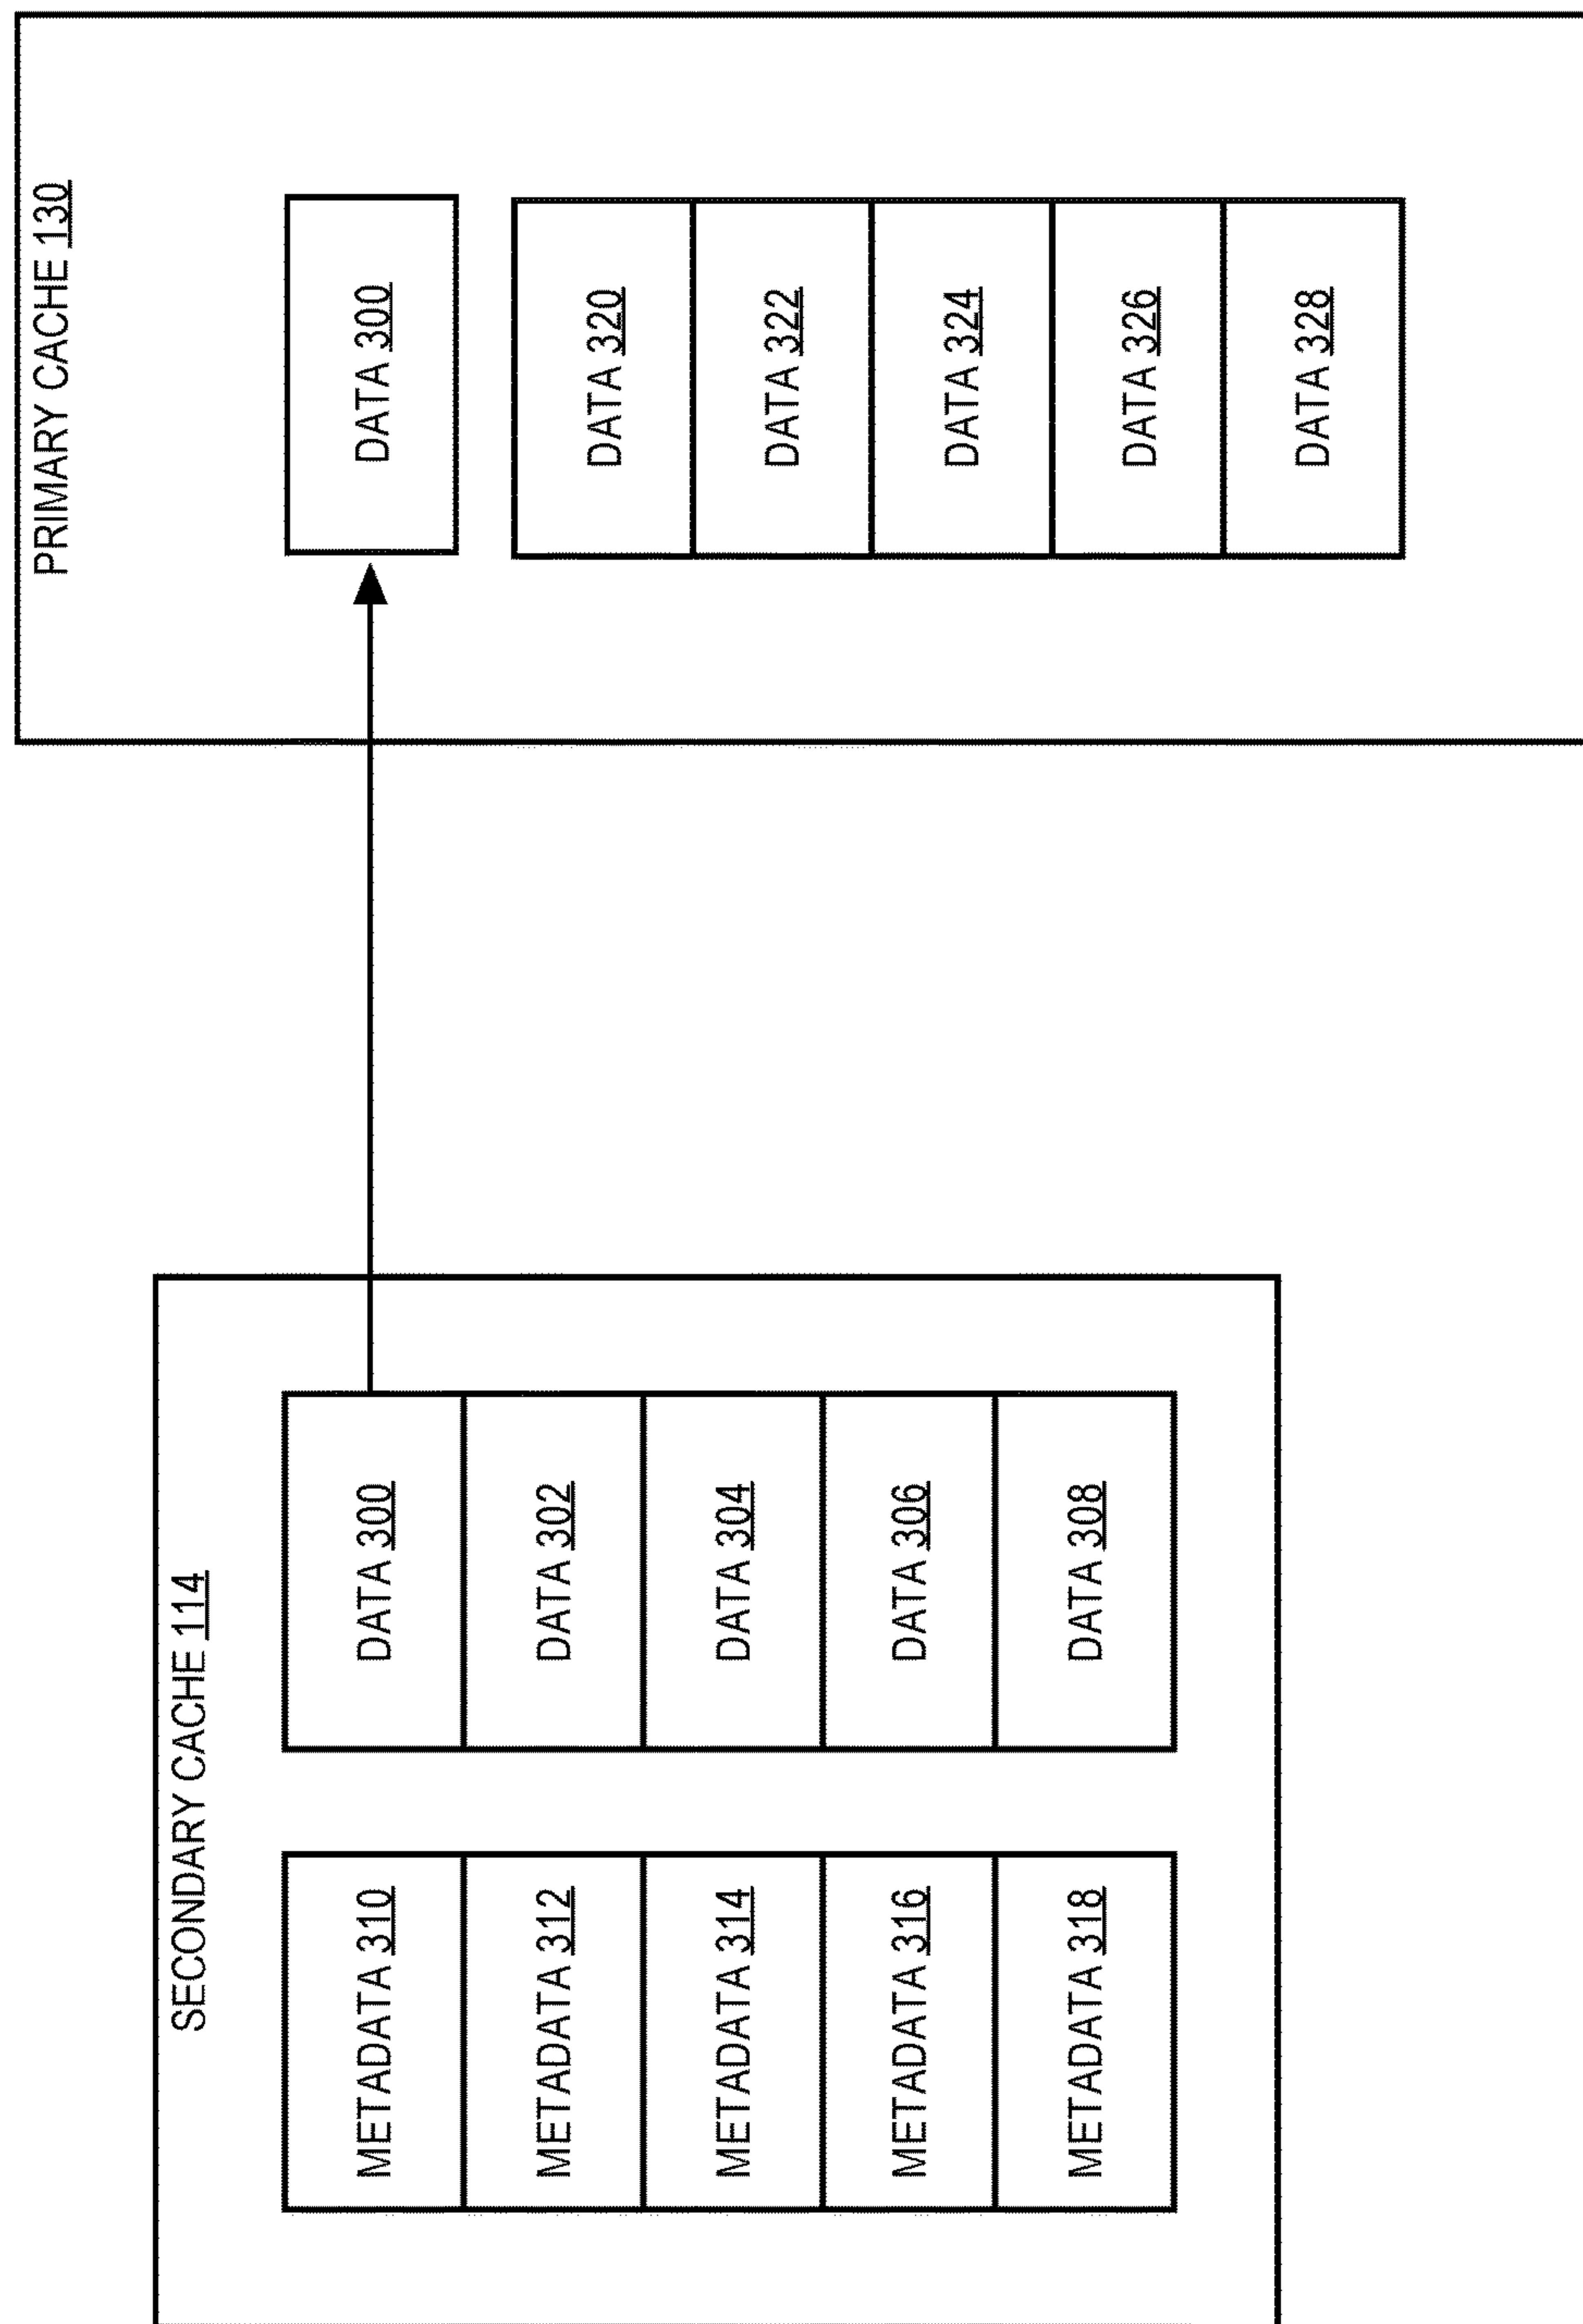 SECONDARY CACHE 114
METADATA 310
DATA 300
METADATA 312
DATA 302
METADATA 314
DATA 304
METADATA 316
DATA 306
METADATA 318
DATA 308
PRIMARY CACHE 130
DATA 300
DATA 320
DATA 322
DATA 324
DATA 326
DATA 328